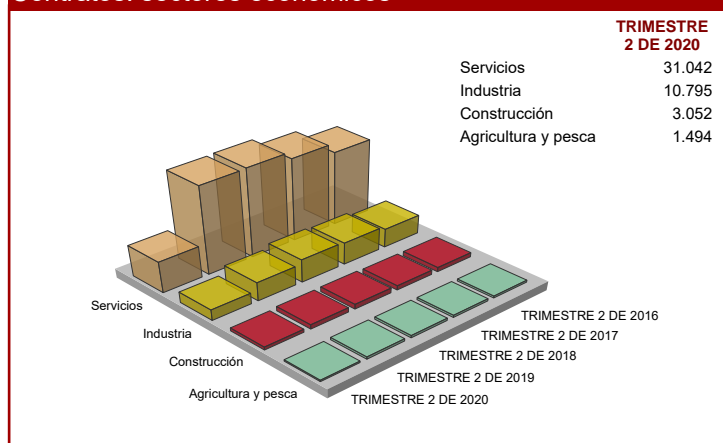 TRIMESTRE
2 DE 2020
Servicios 31.042
Industria 10.795
Construcción 3.052
Agricultura y pesca 1.494
Servicios
Industria
Construcción
Agricultura y pesca
TRIMESTRE 2 DE 2016
TRIMESTRE 2 DE 2017
TRIMESTRE 2 DE 2018
TRIMESTRE 2 DE 2019
TRIMESTRE 2 DE 2020